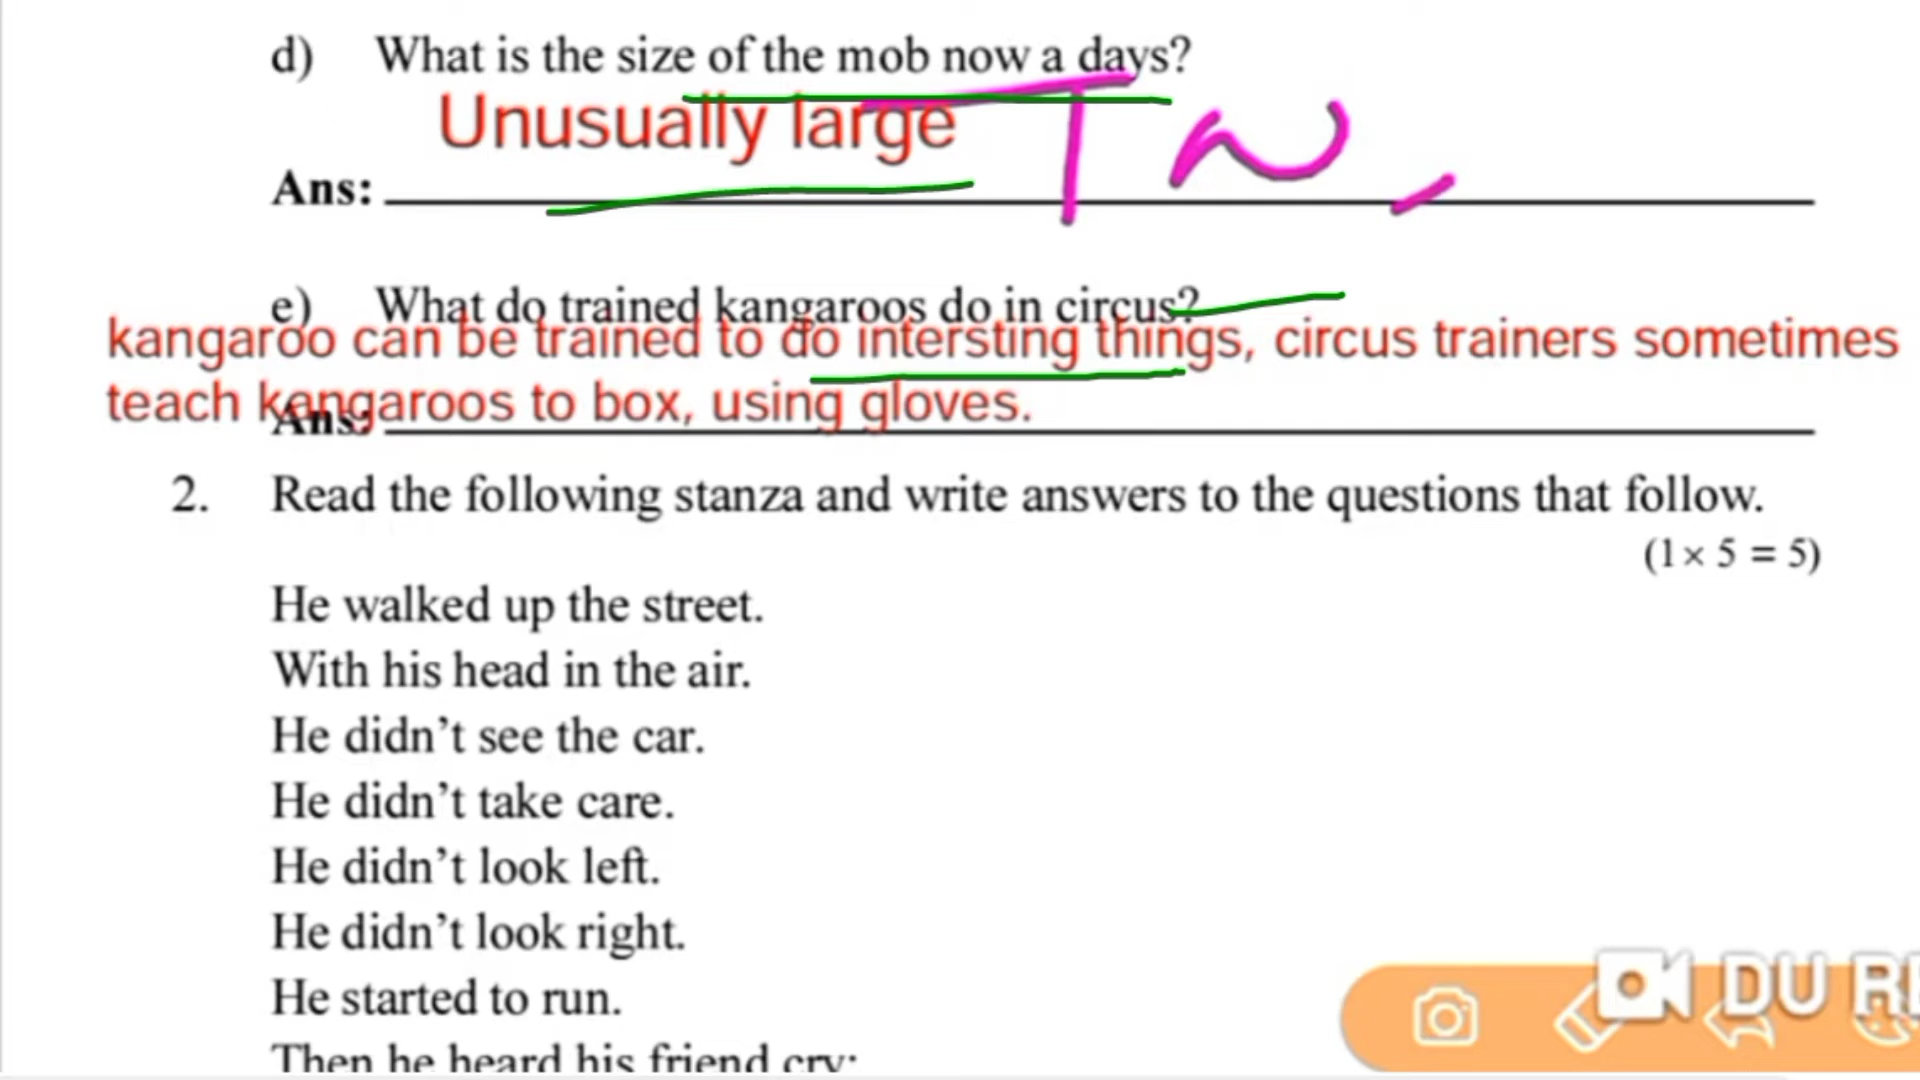 d) What is the size of the mob now a days?
Unusually large
Ans:
e) What do trained kangaroos do in circus?
kangaroo can be trained to do intersting things, circus trainers sometimes
teach kangaroos to box, using gloves.
Ans:
2. Read the following stanza and write answers to the questions that follow.
(1 × 5 = 5)
He walked up the street.
With his head in the air.
He didn't see the car.
He didn't take care.
He didn't look left.
He didn't look right.
He started to run.
Then he heard his friend cry:
DU RE